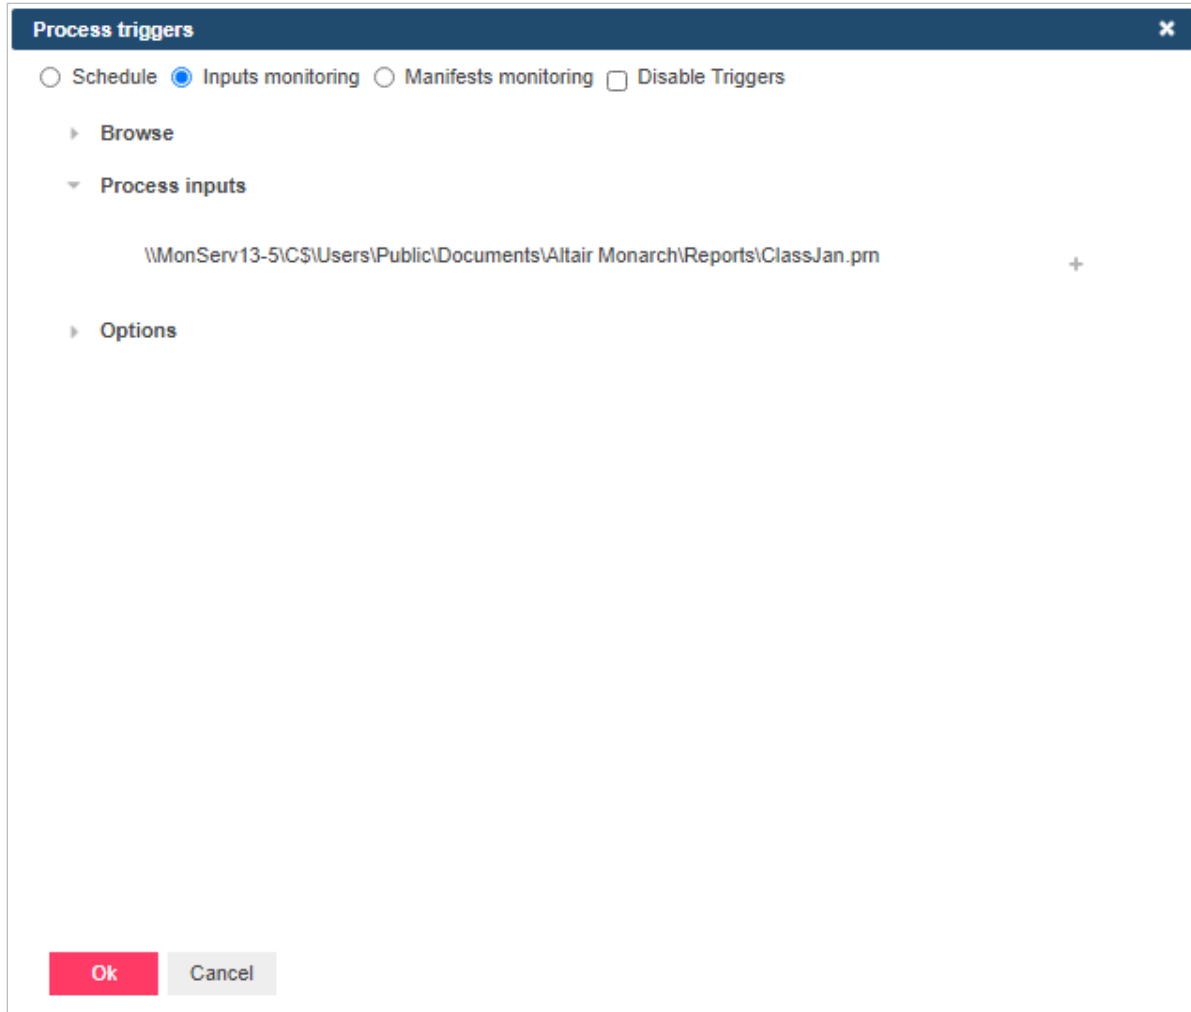 Process triggers
Schedule Inputs monitoring Manifests monitoring Disable Triggers
Browse
Process inputs
\\MonServ13-5\C$\Users\Public\Documents\Altair Monarch\Reports\ClassJan.prn
Options
Ok Cancel